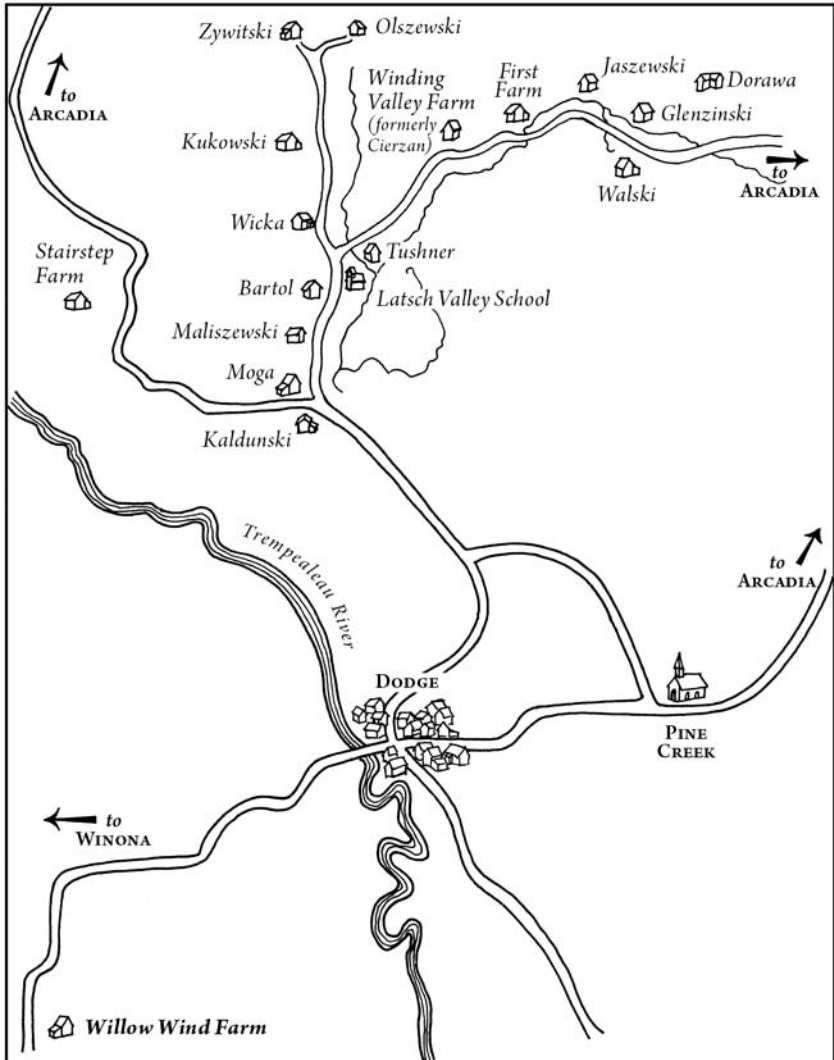 Zywitski
Olszewski
to
ARCADIA
Winding
Valley Farm
(formerly
Cierzan)
First
Farm
Jaszewski
Dorawa
Glenzinski
Kukowski
Walski
to
ARCADIA
Wicka
Stairstep
Farm
Tushner
Bartol
Latsch Valley School
Maliszewski
Moga
Kaldunski
Trempealeau River
to
ARCADIA
DODGE
PINE
CREEK
to
WINONA
Willow Wind Farm